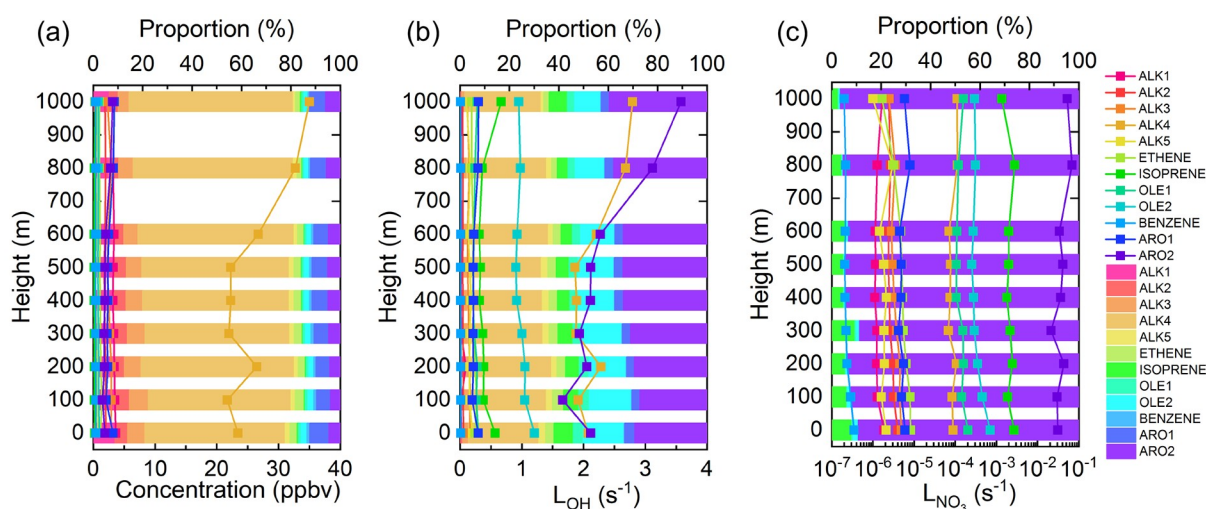 (a)
Proportion (%)
0 20 40 60 80 100
Height (m)
1000
900
800
700
600
500
400
300
200
100
0
0 10 20 30 40
Concentration (ppbv)
(b)
Proportion (%)
0 20 40 60 80 100
Height (m)
1000
900
800
700
600
500
400
300
200
100
0
0 1 2 3 4
L_OH (s⁻¹)
(c)
Proportion (%)
0 20 40 60 80 100
Height (m)
1000
900
800
700
600
500
400
300
200
100
0
10⁻⁷ 10⁻⁶ 10⁻⁵ 10⁻⁴ 10⁻³ 10⁻² 10⁻¹
L_NO₃ (s⁻¹)
ALK1
ALK2
ALK3
ALK4
ALK5
ETHENE
ISOPRENE
OLE1
OLE2
BENZENE
ARO1
ARO2
ALK1
ALK2
ALK3
ALK4
ALK5
ETHENE
ISOPRENE
OLE1
OLE2
BENZENE
ARO1
ARO2